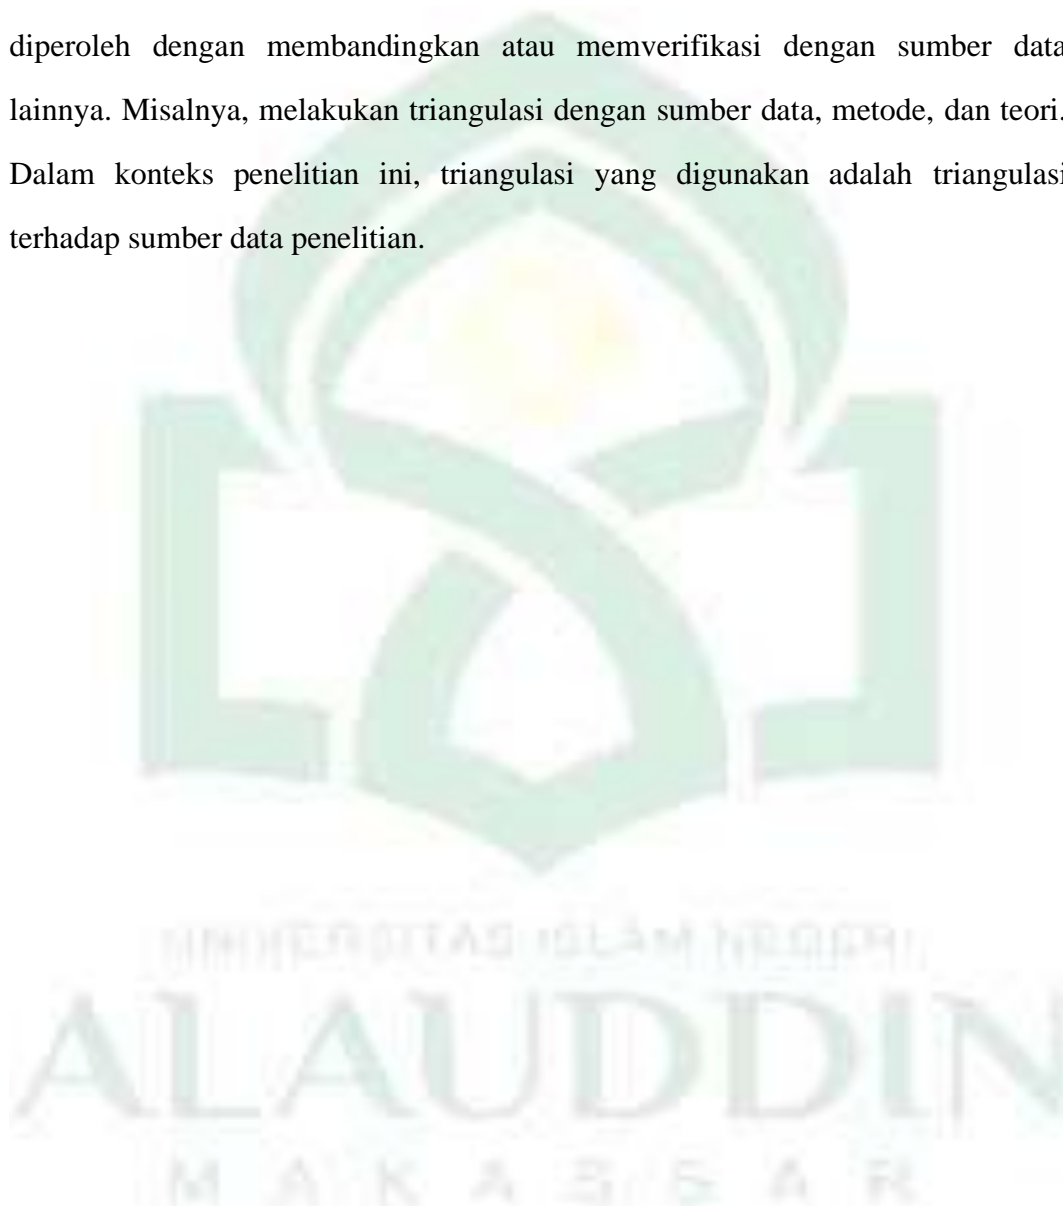 diperoleh dengan membandingkan atau memverifikasi dengan sumber data
lainnya. Misalnya, melakukan triangulasi dengan sumber data, metode, dan teori.
Dalam konteks penelitian ini, triangulasi yang digunakan adalah triangulasi
terhadap sumber data penelitian.
UNIVERSITAS ISLAM NEGERI
ALAUDDIN
MAKASSAR